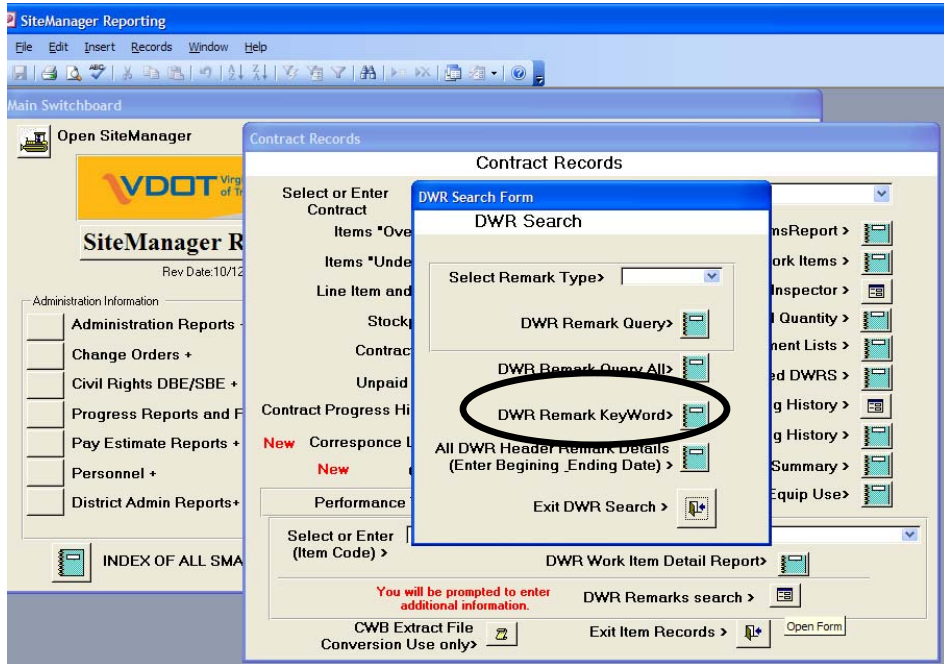 SiteManager Reporting
File Edit Insert Records Window Help
Main Switchboard
Open SiteManager
VDOT
SiteManager R
Rev Date:10/12
Administration Information
Administration Reports
Change Orders +
Civil Rights DBE/SBE +
Progress Reports and F
Pay Estimate Reports +
Personnel +
District Admin Reports+
INDEX OF ALL SMA
Contract Records
Contract Records
Select or Enter
Contract
Items "Ove
Items "Unde
Line Item and
Stockp
Contrac
Unpaid
Contract Progress Hi
New Corresponce L
New
Performance
msReport >
ork Items >
Inspector >
Quantity >
ment Lists >
ed DWRS >
g History >
g History >
Summary >
Equip Use>
DWR Search Form
DWR Search
Select Remark Type>
DWR Remark Query>
DWR Remark Query All>
DWR Remark KeyWord>
All DWR Header Remark Details
(Enter Begining _Ending Date) >
Exit DWR Search >
Select or Enter
(Item Code) >
DWR Work Item Detail Report>
You will be prompted to enter
additional information.
DWR Remarks search >
Open Form
CWB Extract File
Conversion Use only>
Exit Item Records >